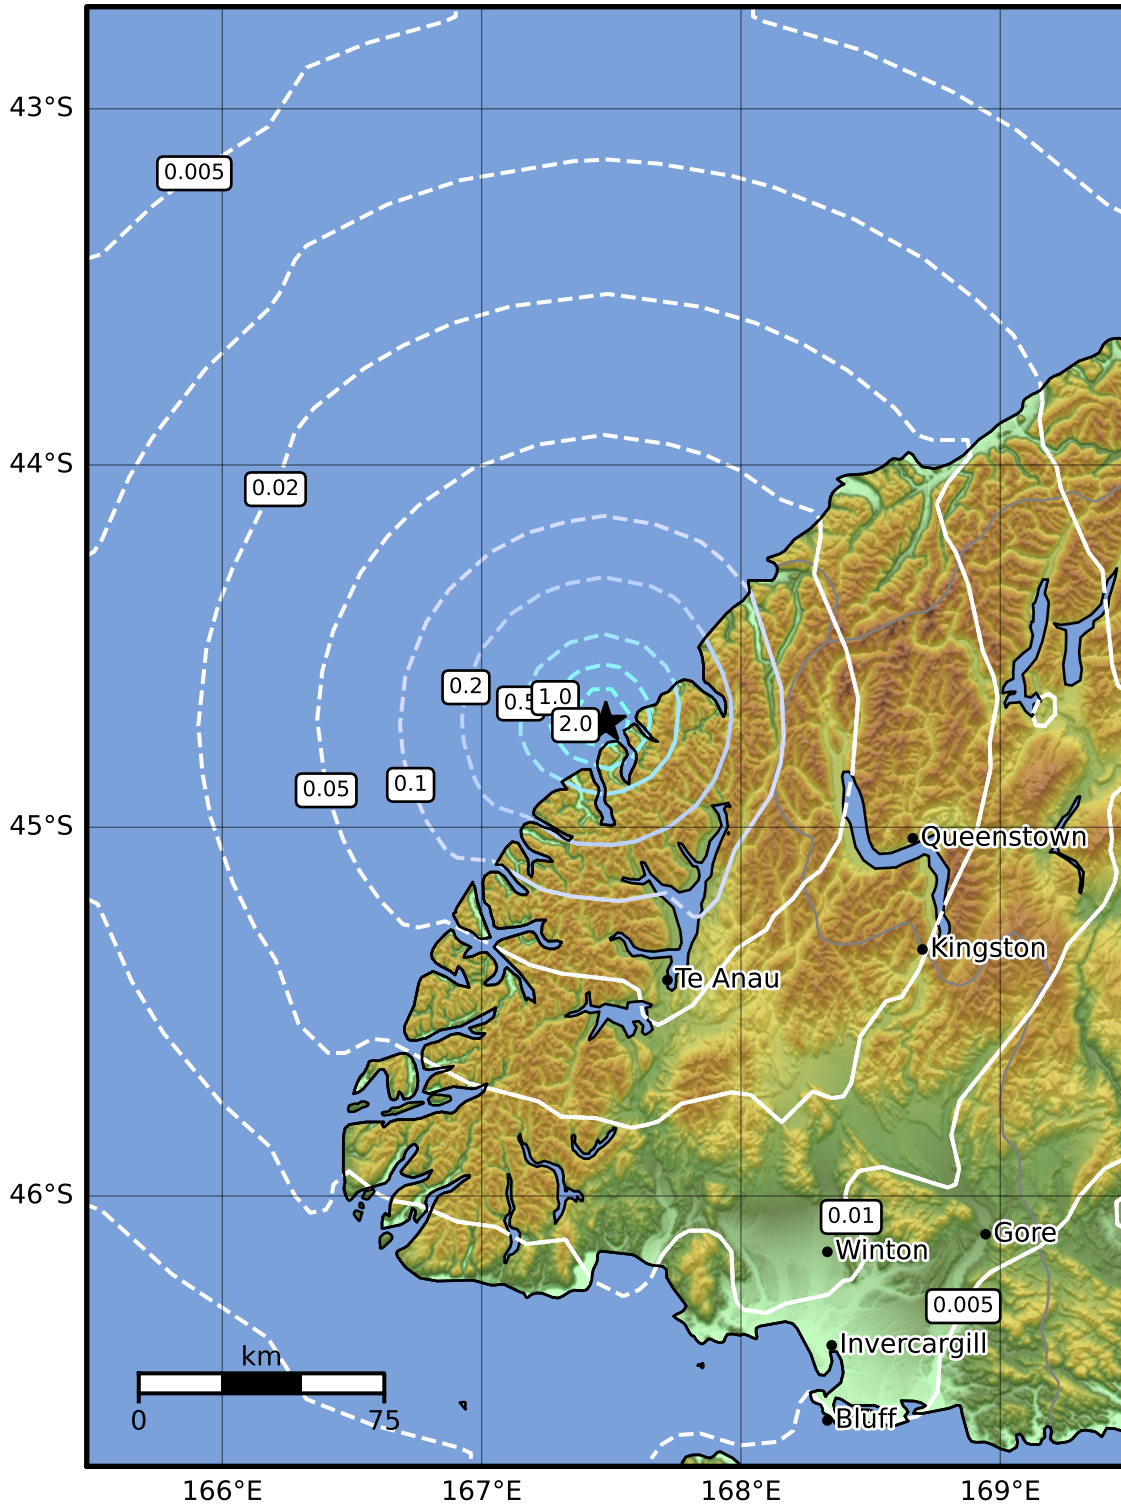 43°S
0.005
44°S
0.02
0.2
0.5
1.0
2.0
0.05
0.1
45°S
Queenstown
Kingston
Te Anau
46°S
0.01
Winton
Gore
0.005
Invercargill
km
0
75
Bluff
166°E
167°E
168°E
169°E